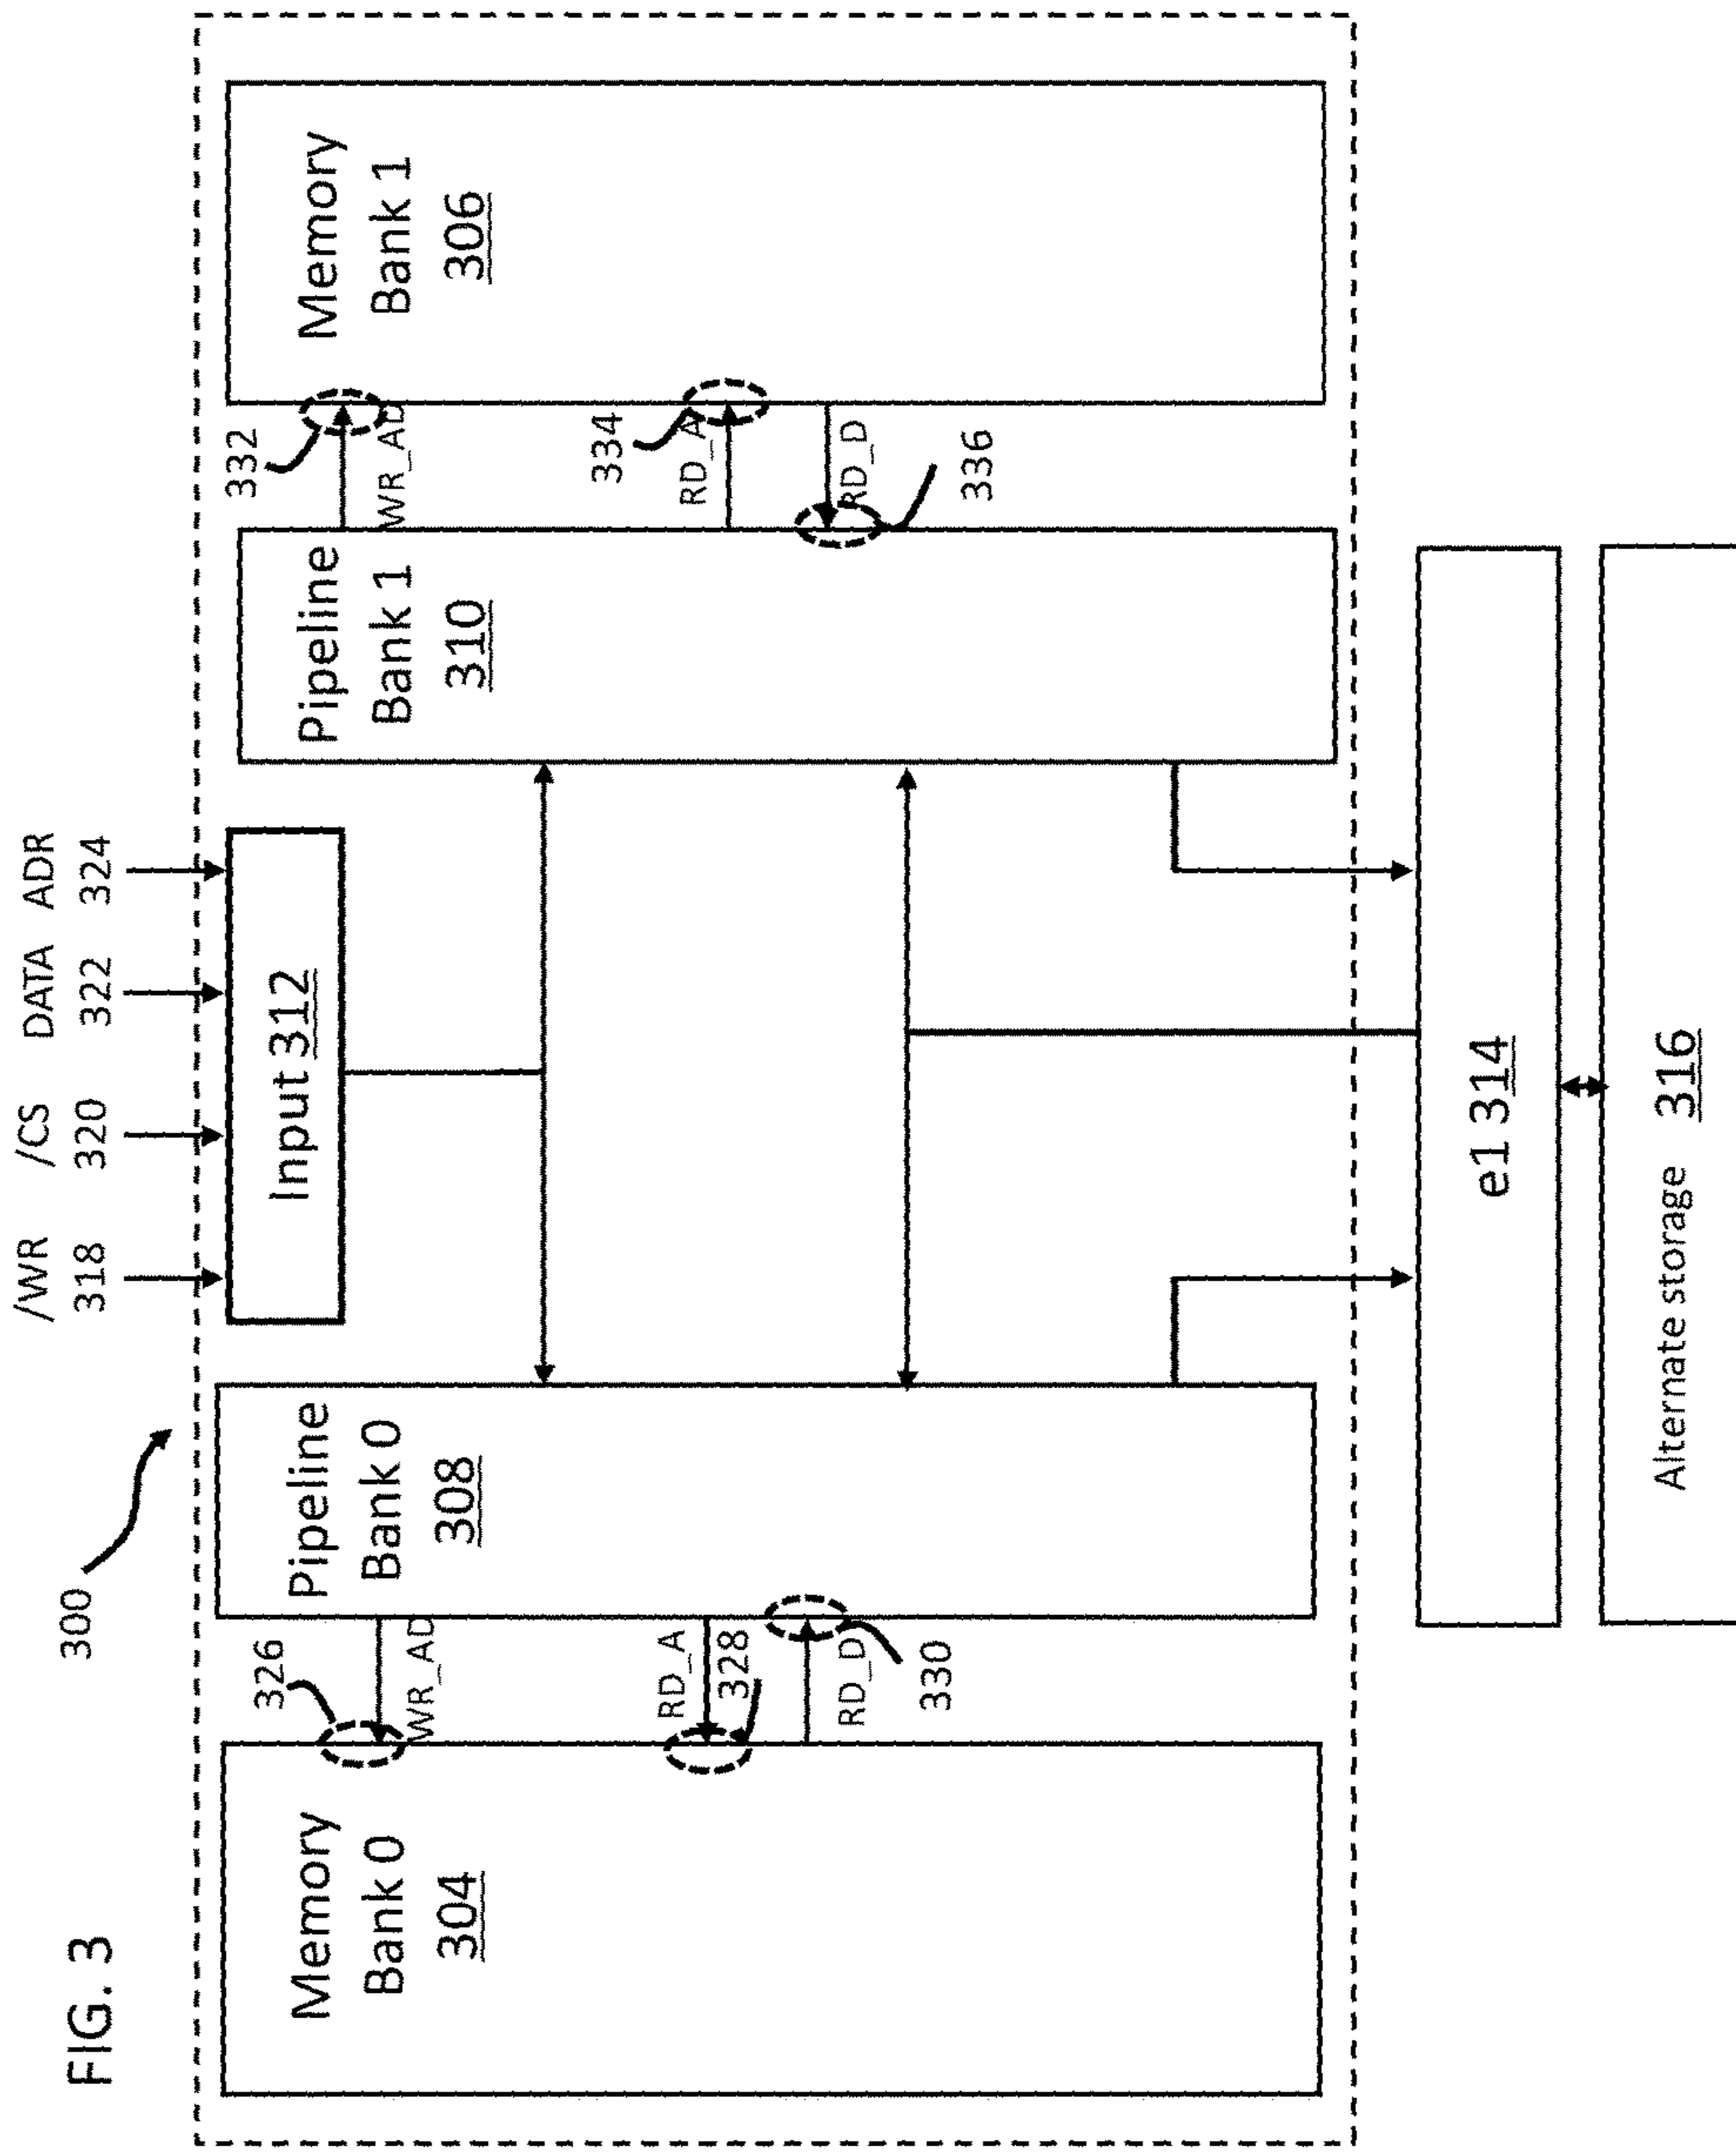 FIG. 3
300
/WR
318
/CS
320
DATA
322
ADR
324
Input 312
Memory
Bank 0
304
326
WR_AD
RD_A
328
RD_D
330
Pipeline
Bank 0
308
Pipeline
Bank 1
310
332
WR_AD
334
RD_A
RD_D
336
Memory
Bank 1
306
e1 314
Alternate storage 316